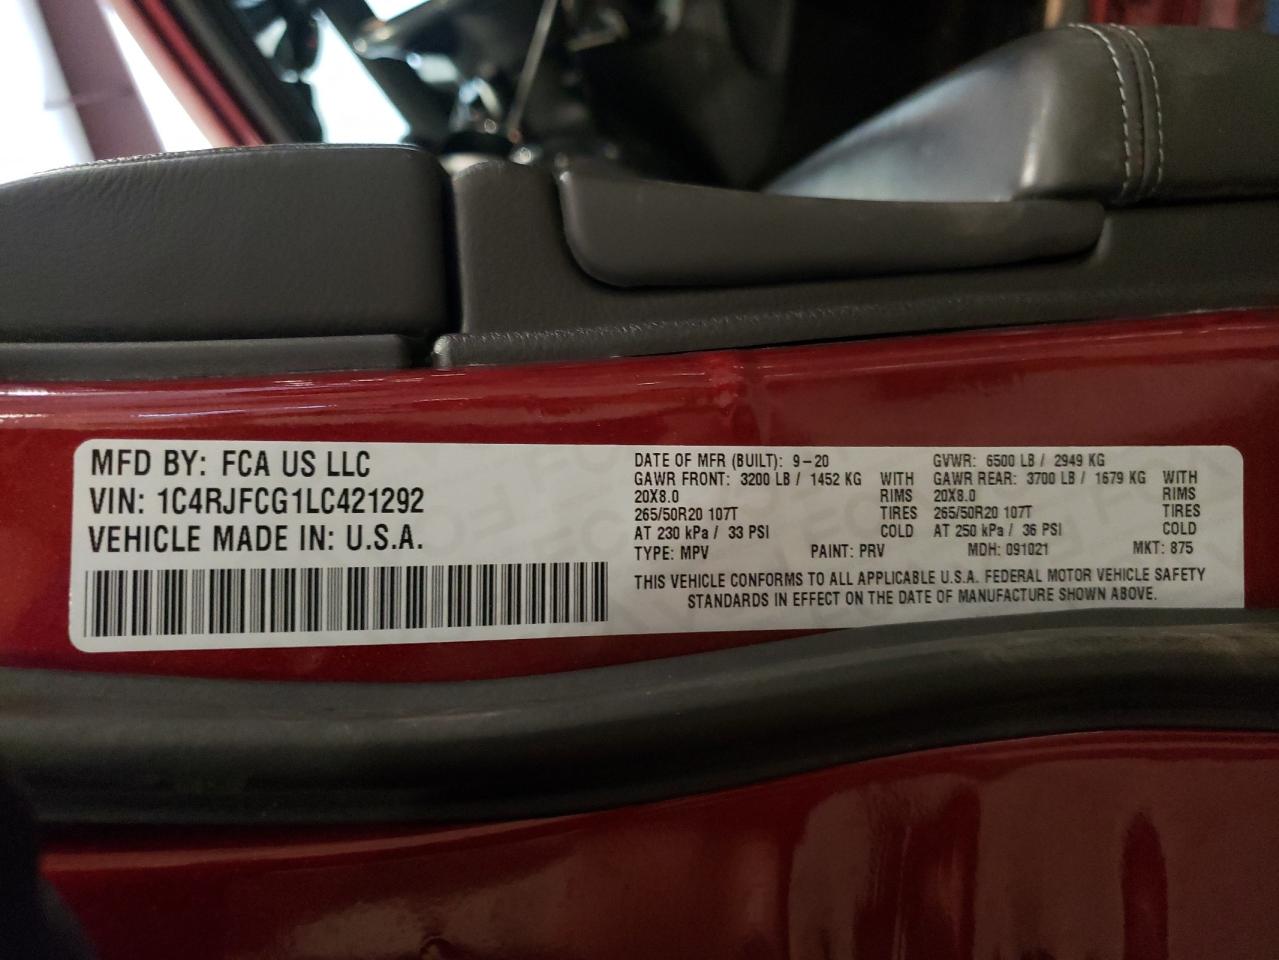 MFD BY: FCA US LLC
VIN: 1C4RJFCG1LC421292
VEHICLE MADE IN: U.S.A.
DATE OF MFR (BUILT): 9-20 GVWR: 6500 LB / 2949 KG
GAWR FRONT: 3200 LB / 1452 KG WITH GAWR REAR: 3700 LB / 1679 KG WITH
20X8.0 RIMS 20X8.0 RIMS
265/50R20 107T TIRES 265/50R20 107T TIRES
AT 230 kPa / 33 PSI COLD AT 250 kPa / 36 PSI COLD
TYPE: MPV PAINT: PRV MDH: 091021 MKT: 875
THIS VEHICLE CONFORMS TO ALL APPLICABLE U.S.A. FEDERAL MOTOR VEHICLE SAFETY
STANDARDS IN EFFECT ON THE DATE OF MANUFACTURE SHOWN ABOVE.